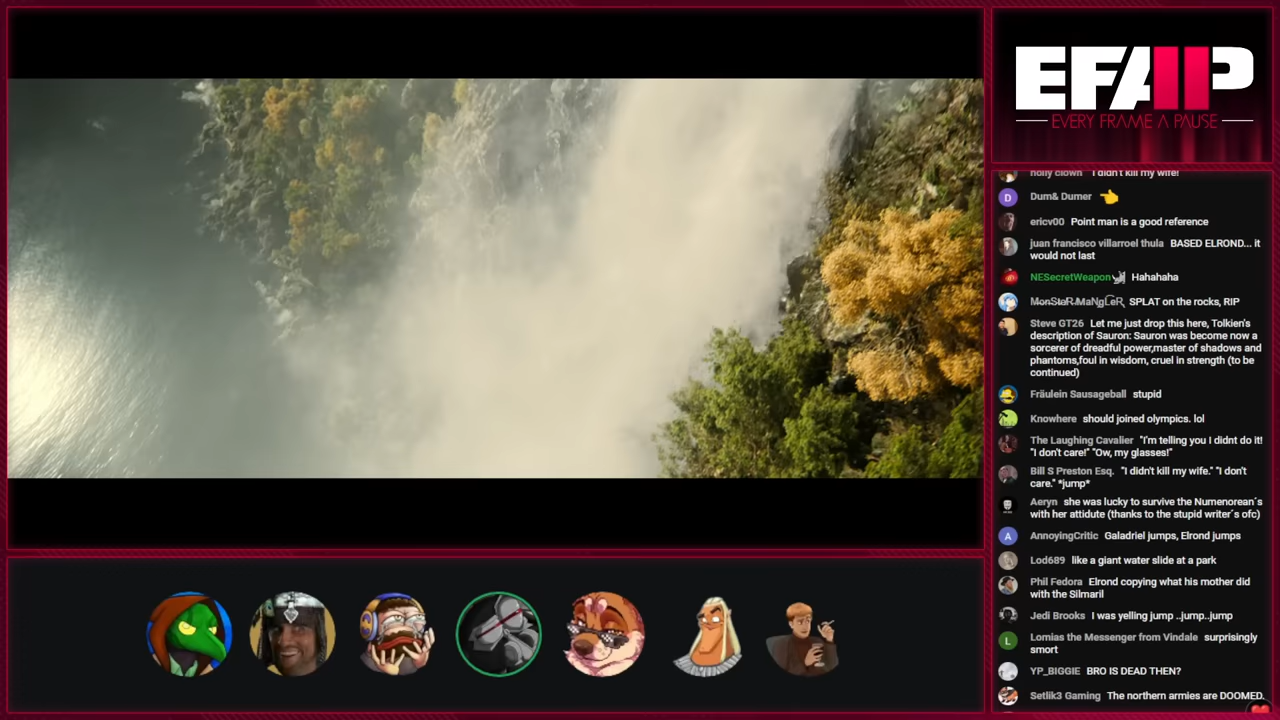 EFAP
EVERY FRAME A PAUSE
holly clown I didn't kill my wife!
Dum& Dumer
ericv00 Point man is a good reference
juan francisco villarroel thula BASED ELROND... it
would not last
NESecretWeapon Hahahaha
MonSteRMaNgLeR SPLAT on the rocks, RIP
Steve GT26 Let me just drop this here, Tolkien's
description of Sauron: Sauron was become now a
sorcerer of dreadful power,master of shadows and
phantoms,foul in wisdom, cruel in strength (to be
continued)
Fräulein Sausageball stupid
Knowhere should joined olympics. lol
The Laughing Cavalier "I'm telling you I didnt do it!
"I don't care!" "Ow, my glasses!"
Bill S Preston Esq. "I didn't kill my wife." "I don't
care." *jump*
Aeryn she was lucky to survive the Numenorean´s
with her attidute (thanks to the stupid writer´s ofc)
AnnoyingCritic Galadriel jumps, Elrond jumps
Lod689 like a giant water slide at a park
Phil Fedora Elrond copying what his mother did
with the Silmaril
Jedi Brooks I was yelling jump ..jump..jump
Lomias the Messenger from Vindale surprisingly
smort
YP_BIGGIE BRO IS DEAD THEN?
Setlik3 Gaming The northern armies are DOOMED.